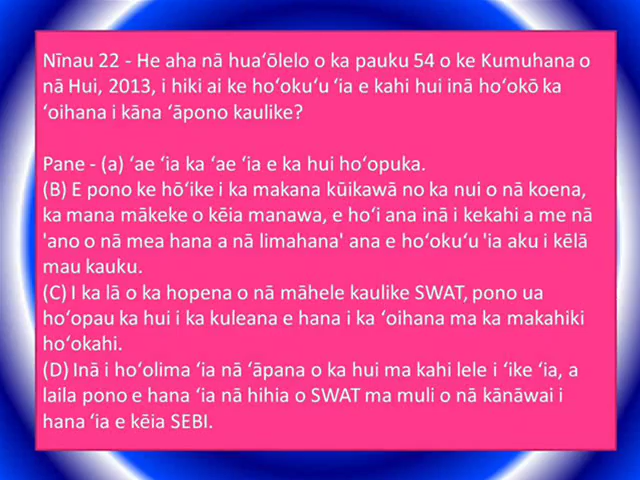 Nīnau 22 - He aha nā huaʻōlelo o ka pauku 54 o ke Kumuhana o
nā Hui, 2013, i hiki ai ke hoʻokuʻu ʻia e kahi hui inā hoʻokō ka
ʻoihana i kāna ʻāpono kaulike?
Pane - (a) ʻae ʻia ka ʻae ʻia e ka hui hoʻopuka.
(B) E pono ke hōʻike i ka makana kūikawā no ka nui o nā koena,
ka mana mākeke o kēia manawa, e hoʻi ana inā i kekahi a me nā
'ano o nā mea hana a nā limahana' ana e hoʻokuʻu 'ia aku i kēlā
mau kauku.
(C) I ka lā o ka hopena o nā māhele kaulike SWAT, pono ua
hoʻopau ka hui i ka kuleana e hana i ka ʻoihana ma ka makahiki
hoʻokahi.
(D) Inā i hoʻolima ʻia nā ʻāpana o ka hui ma kahi lele i ʻike ʻia, a
laila pono e hana ʻia nā hihia o SWAT ma muli o nā kānāwai i
hana ʻia e kēia SEBI.